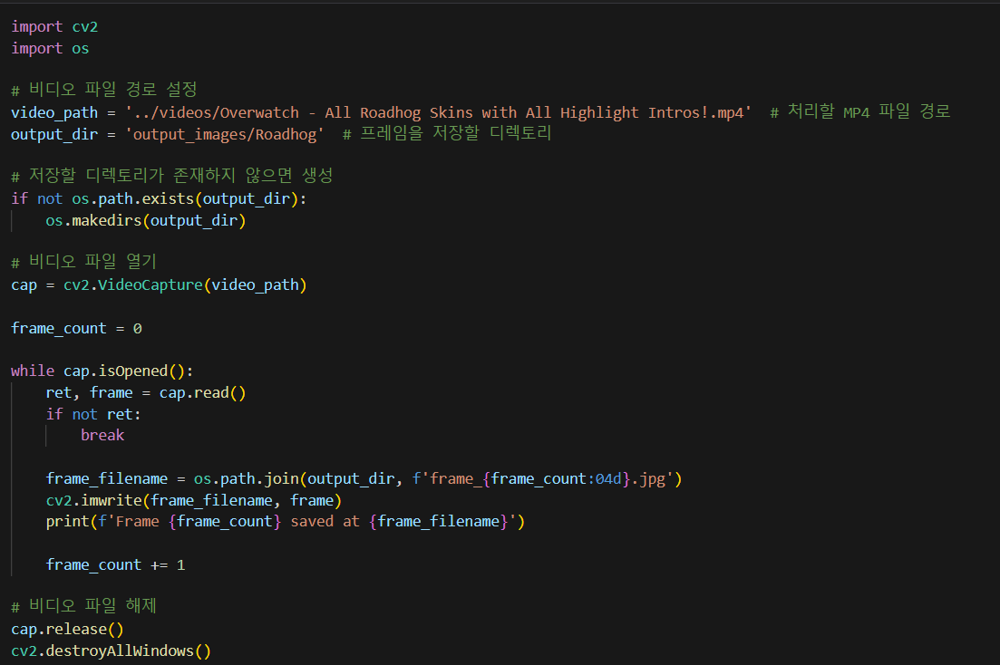 import cv2
import os
# 비디오 파일 경로 설정
video_path = '../videos/Overwatch - All Roadhog Skins with All Highlight Intros!.mp4'  # 처리할 MP4 파일 경로
output_dir = 'output_images/Roadhog'  # 프레임을 저장할 디렉토리
# 저장할 디렉토리가 존재하지 않으면 생성
if not os.path.exists(output_dir):
    os.makedirs(output_dir)
# 비디오 파일 열기
cap = cv2.VideoCapture(video_path)
frame_count = 0
while cap.isOpened():
    ret, frame = cap.read()
    if not ret:
        break
    frame_filename = os.path.join(output_dir, f'frame_{frame_count:04d}.jpg')
    cv2.imwrite(frame_filename, frame)
    print(f'Frame {frame_count} saved at {frame_filename}')
    frame_count += 1
# 비디오 파일 해제
cap.release()
cv2.destroyAllWindows()